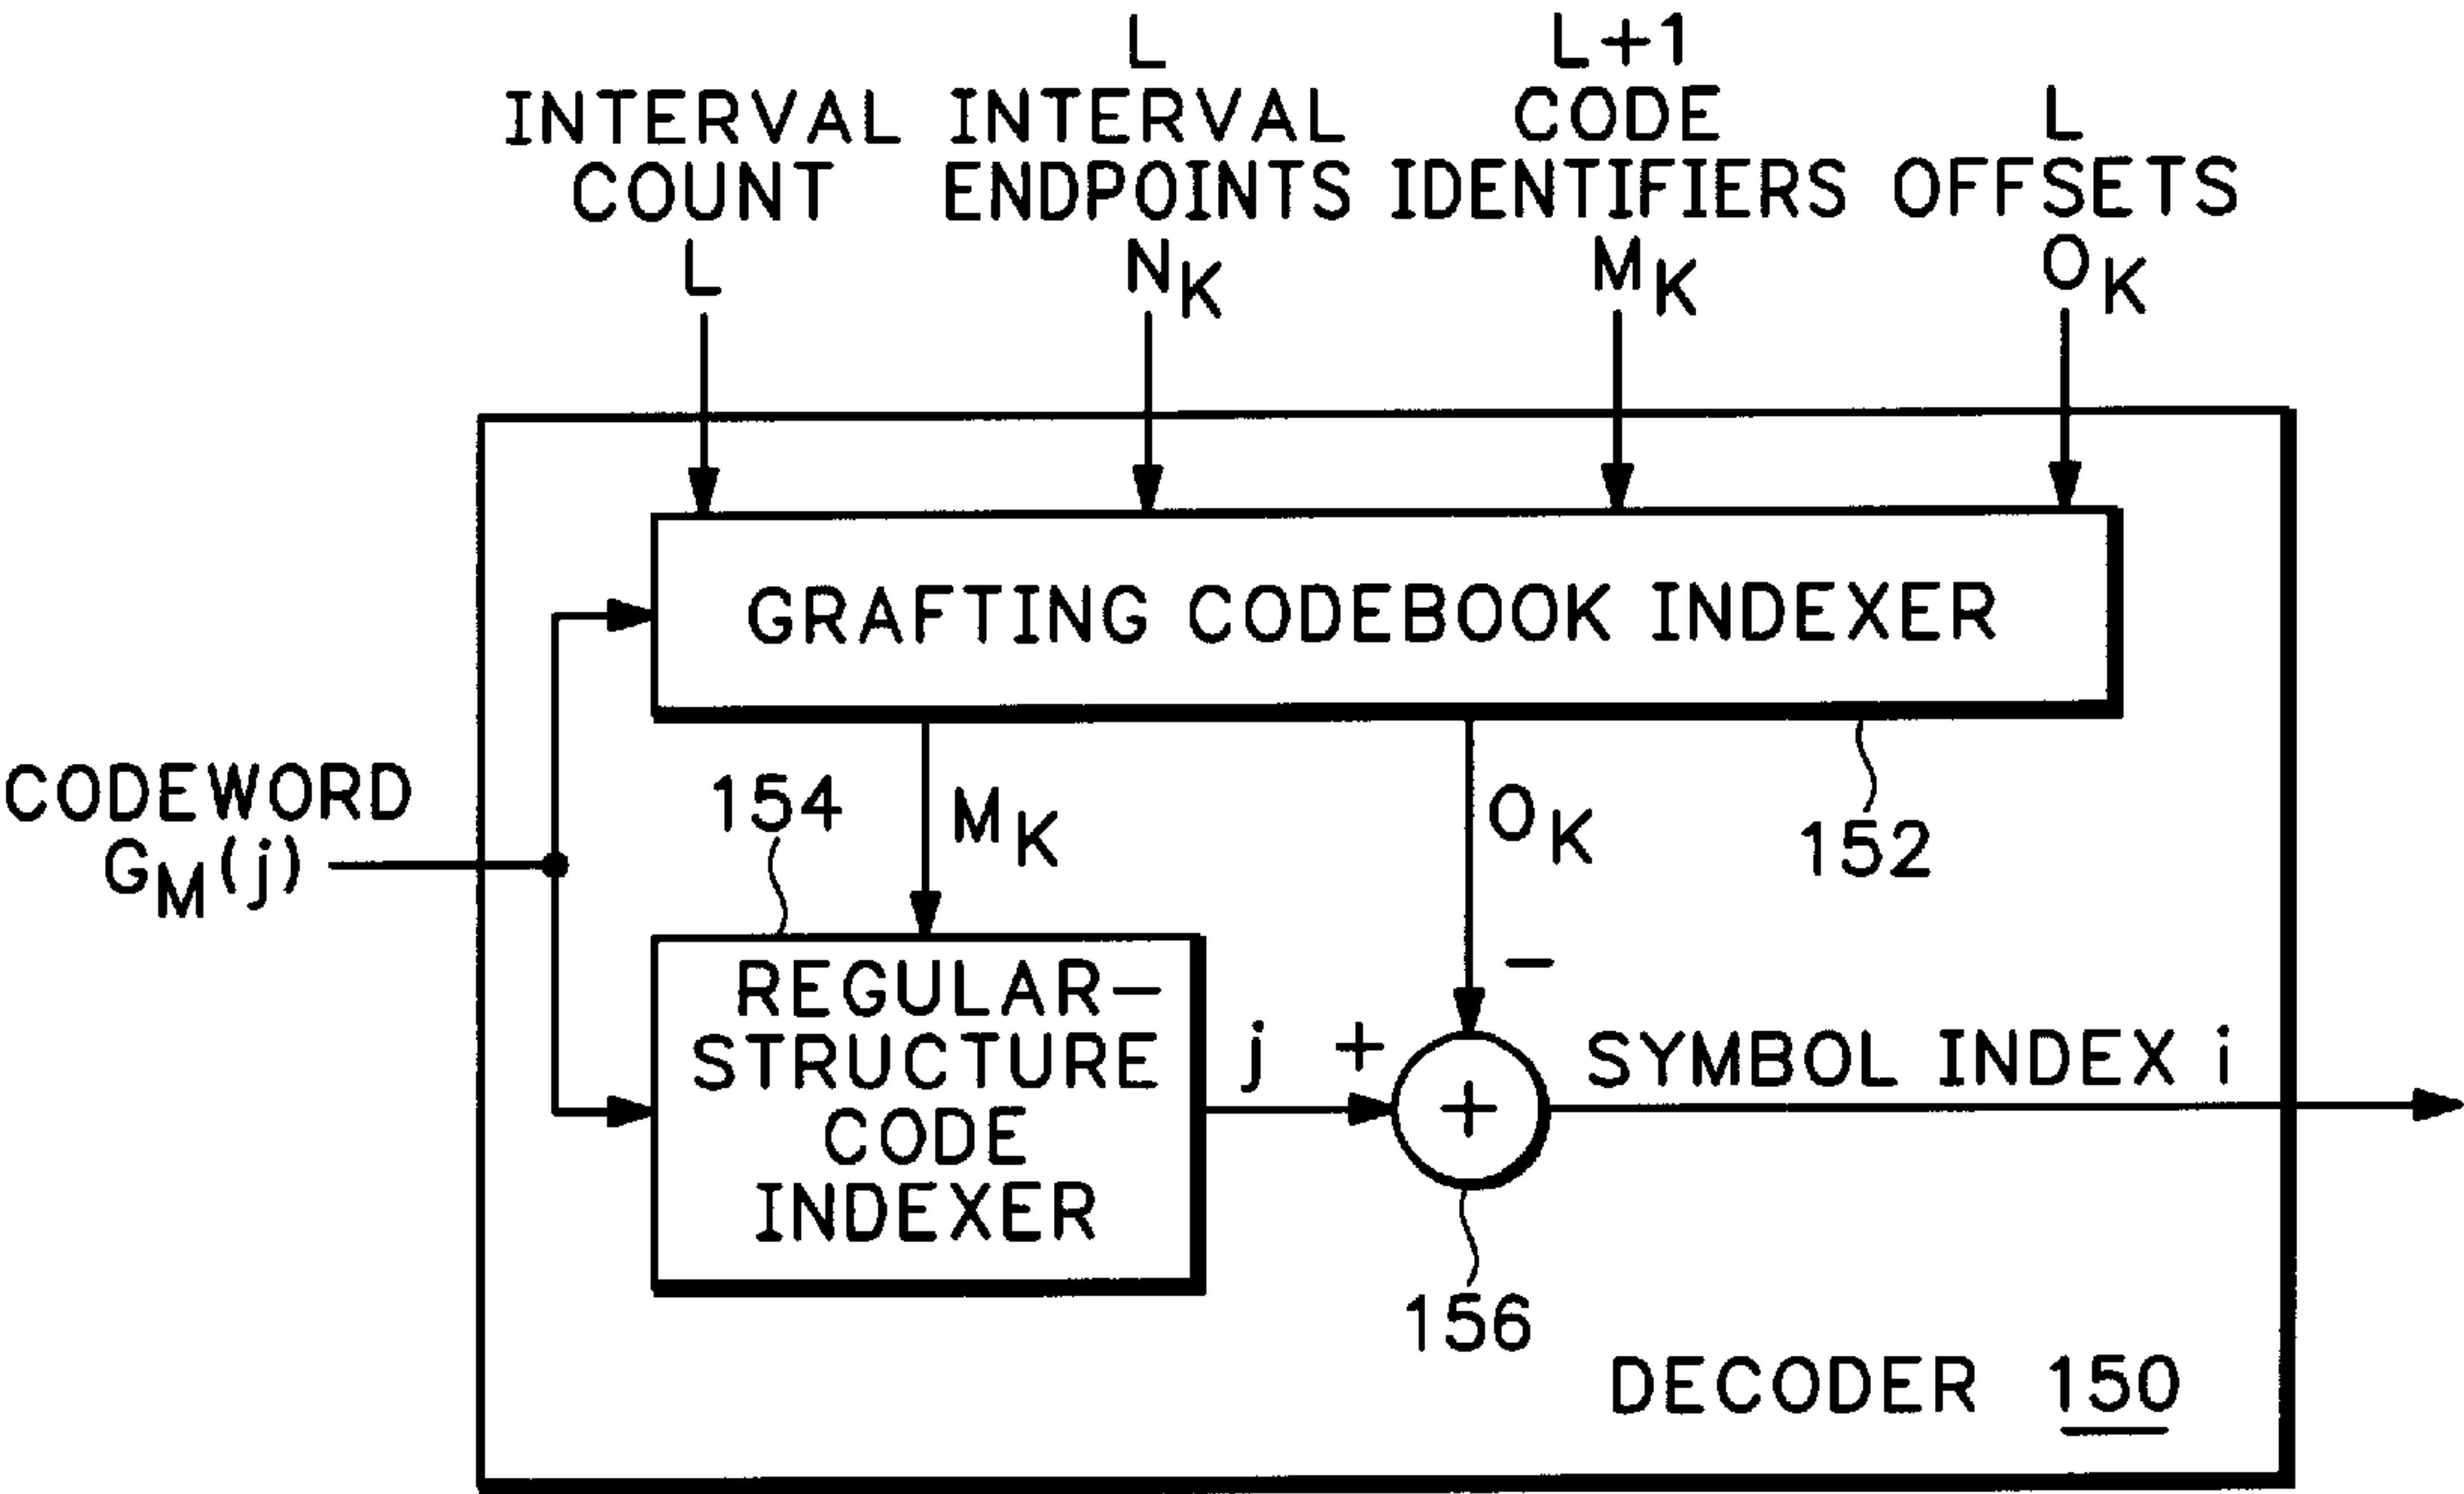 INTERVAL
COUNT
L
L
INTERVAL
ENDPOINTS
N_K
L+1
CODE
IDENTIFIERS
M_K
L
OFFSETS
O_K
GRAFTING CODEBOOK INDEXER
CODEWORD
G_M(j)
154
M_K
O_K
152
REGULAR-
STRUCTURE
CODE
INDEXER
j
+
−
+
SYMBOL INDEX i
156
DECODER 150